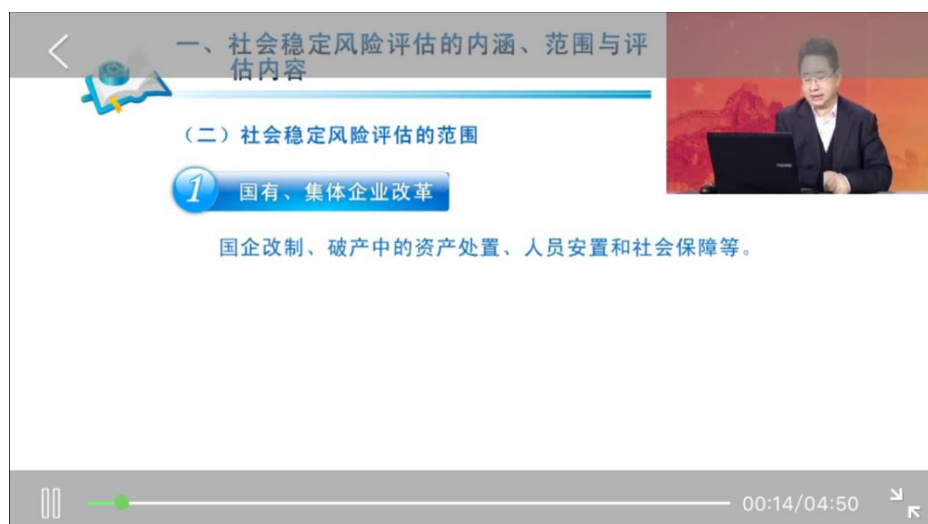 一、社会稳定风险评估的内涵、范围与评
估内容
（二）社会稳定风险评估的范围
1 国有、集体企业改革
国企改制、破产中的资产处置、人员安置和社会保障等。
00:14/04:50